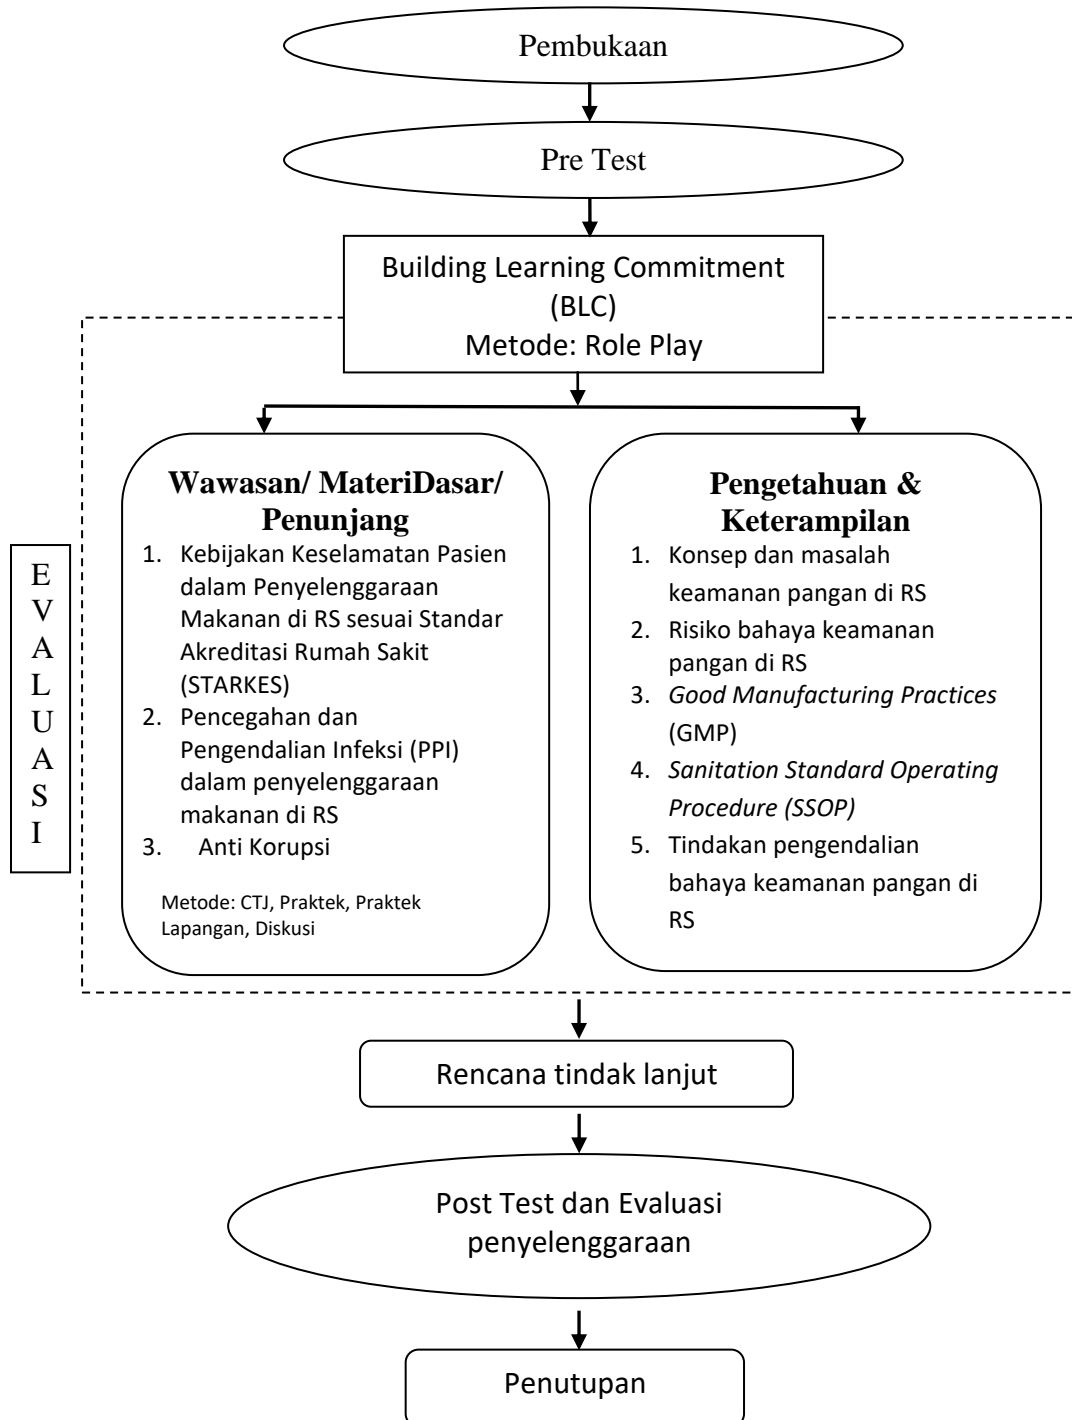 Pembukaan
Pre Test
Building Learning Commitment
(BLC)
Metode: Role Play
E
V
A
L
U
A
S
I
Wawasan/ MateriDasar/
Penunjang
1. Kebijakan Keselamatan Pasien
dalam Penyelenggaraan
Makanan di RS sesuai Standar
Akreditasi Rumah Sakit
(STARKES)
2. Pencegahan dan
Pengendalian Infeksi (PPI)
dalam penyelenggaraan
makanan di RS
3. Anti Korupsi
Metode: CTJ, Praktek, Praktek
Lapangan, Diskusi
Pengetahuan &
Keterampilan
1. Konsep dan masalah
keamanan pangan di RS
2. Risiko bahaya keamanan
pangan di RS
3. Good Manufacturing Practices
(GMP)
4. Sanitation Standard Operating
Procedure (SSOP)
5. Tindakan pengendalian
bahaya keamanan pangan di
RS
Rencana tindak lanjut
Post Test dan Evaluasi
penyelenggaraan
Penutupan